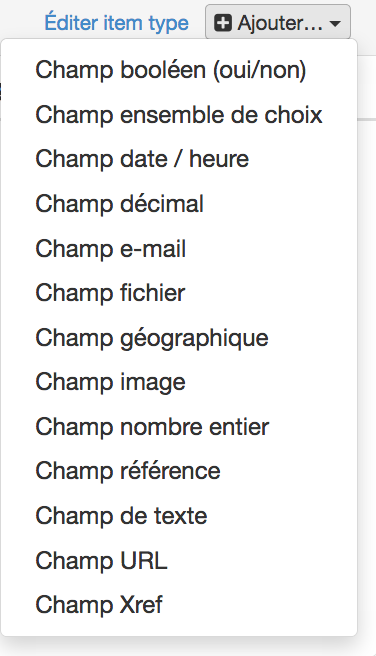 Éditer item type
Ajouter...
Champ booléen (oui/non)
Champ ensemble de choix
Champ date / heure
Champ décimal
Champ e-mail
Champ fichier
Champ géographique
Champ image
Champ nombre entier
Champ référence
Champ de texte
Champ URL
Champ Xref